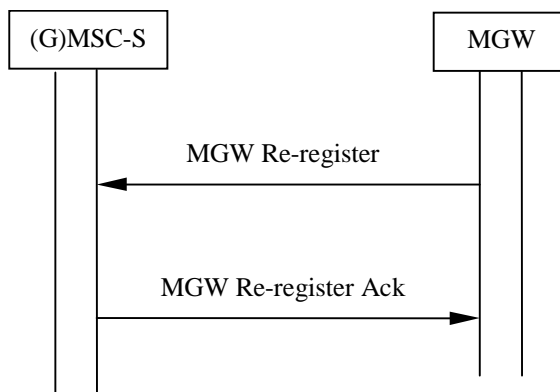 (G)MSC-S
MGW
MGW Re-register
MGW Re-register Ack